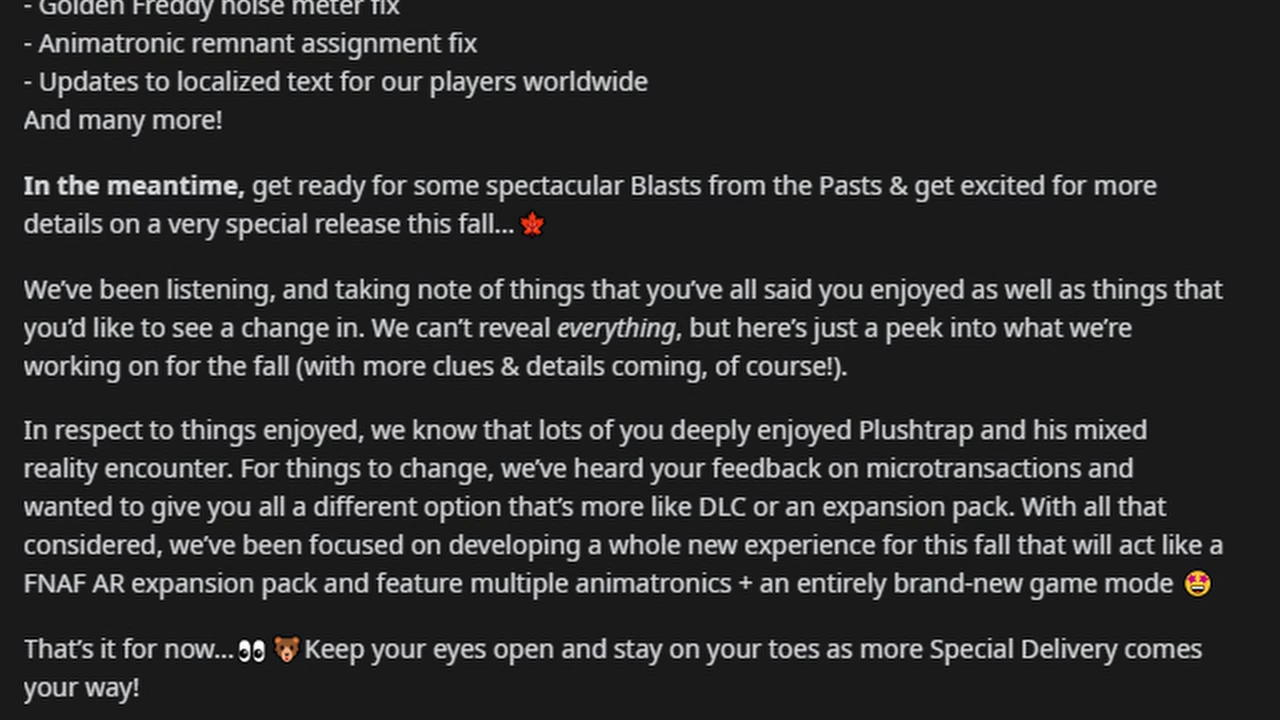 - Golden Freddy noise meter fix
- Animatronic remnant assignment fix
- Updates to localized text for our players worldwide
And many more!
In the meantime, get ready for some spectacular Blasts from the Pasts & get excited for more
details on a very special release this fall... 🍁
We've been listening, and taking note of things that you've all said you enjoyed as well as things that
you'd like to see a change in. We can't reveal everything, but here's just a peek into what we're
working on for the fall (with more clues & details coming, of course!).
In respect to things enjoyed, we know that lots of you deeply enjoyed Plushtrap and his mixed
reality encounter. For things to change, we've heard your feedback on microtransactions and
wanted to give you all a different option that's more like DLC or an expansion pack. With all that
considered, we've been focused on developing a whole new experience for this fall that will act like a
FNAF AR expansion pack and feature multiple animatronics + an entirely brand-new game mode 🤩
That's it for now...👀 🐻 Keep your eyes open and stay on your toes as more Special Delivery comes
your way!